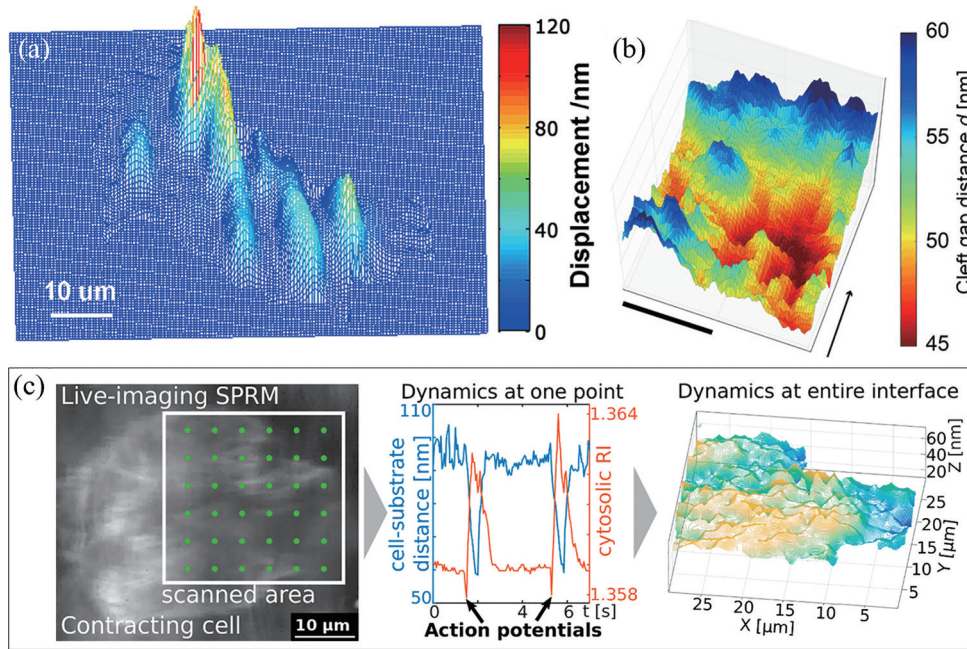 (a)
10 um
120
80
40
0
Displacement /nm
(b)
60
55
50
45
Cleft gap distance d [nm]
(c)
Live-imaging SPRM
scanned area
Contracting cell
10 μm
Dynamics at one point
110
50
cell-substrate
distance [nm]
1.364
1.358
cytosolic RI
0 2 4 6 t [s]
Action potentials
Dynamics at entire interface
60
40
20
Z [nm]
25
20
15
10
5
Y [μm]
25 20 15 10 5
X [μm]